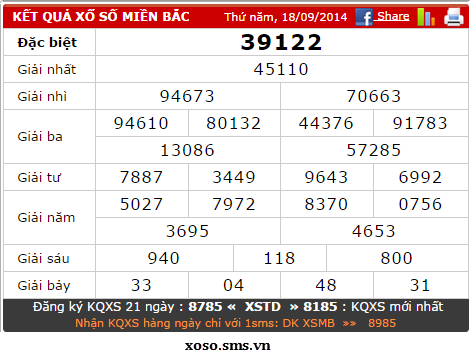 KẾT QUẢ XỔ SỐ MIỀN BẮC Thứ năm, 18/09/2014 Share
Đặc biệt 39122
Giải nhất 45110
Giải nhì 94673 70663
Giải ba 94610 80132 44376 91783
13086 57285
Giải tư 7887 3449 9643 6992
Giải năm 5027 7972 8370 0756
3695 4653
Giải sáu 940 118 800
Giải bảy 33 04 48 31
Đăng ký KQXS 21 ngày : 8785 « XSTD » 8185 : KQXS mới nhất
Nhận KQXS hàng ngày chỉ với 1sms: DK XSMB »» 8985
xoso.sms.vn